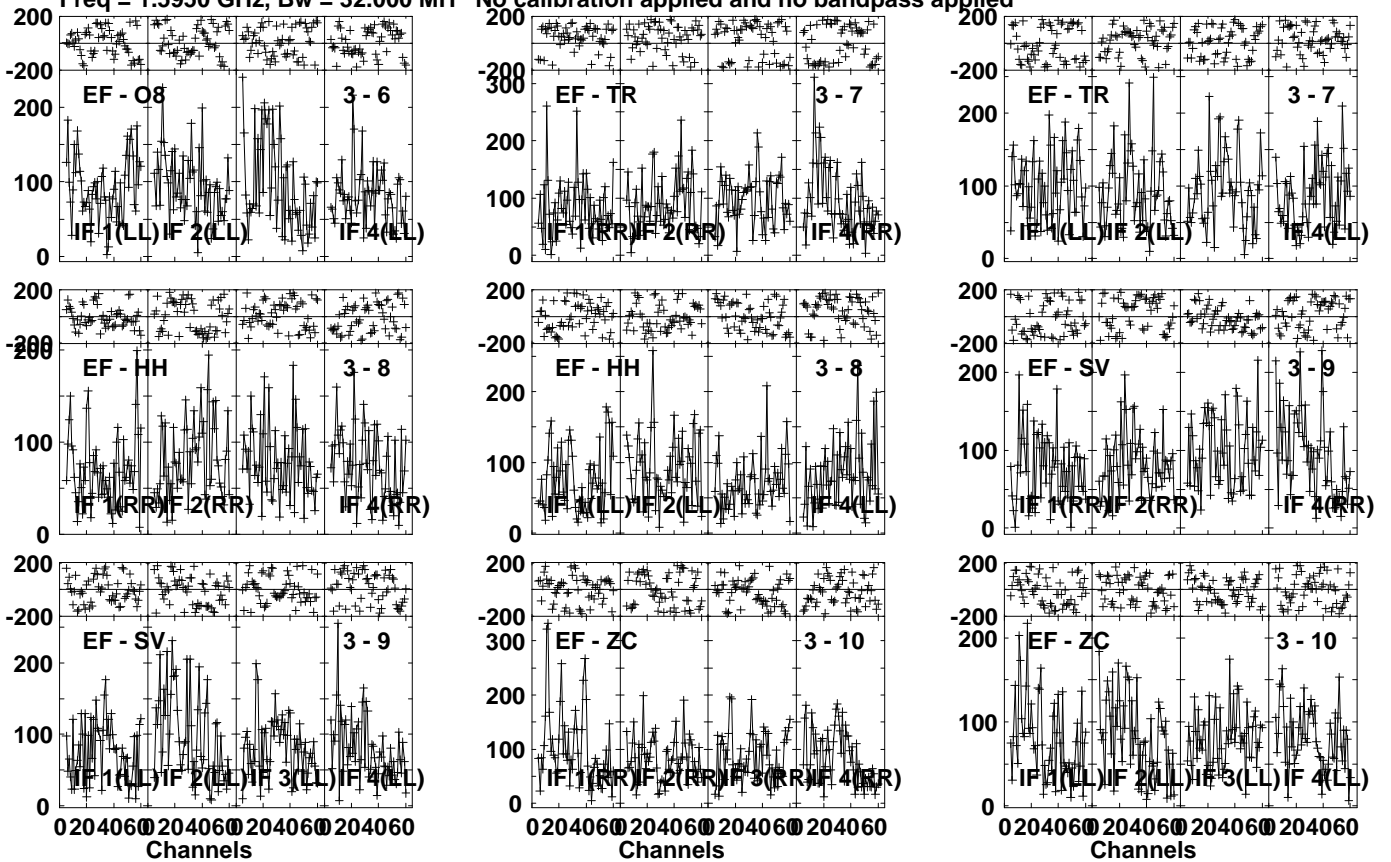 Freq = 1.5950 GHz, Bw = 32.000 MH No calibration applied and no bandpass applied
-200 -200 -200
200 300 200
EF - O8 3 - 6 EF - TR 3 - 7 EF - TR 3 - 7
200
100 100 100
IF 1(LL) IF 2(LL) IF 4(LL) IF 1(RR) IF 2(RR) IF 4(RR) IF 1(LL) IF 2(LL) IF 4(LL)
0 0 0
200 200 200
-200 -200 -200
200 200 200
EF - HH 3 - 8 EF - HH 3 - 8 EF - SV 3 - 9
100 100 100
IF 1(RR) IF 2(RR) IF 4(RR) IF 1(LL) IF 2(LL) IF 4(LL) IF 1(RR) IF 2(RR) IF 4(RR)
0 0 0
200 200 200
-200 -200 -200
EF - SV 3 - 9 EF - ZC 3 - 10 EF - ZC 3 - 10
200 300 200
200
100 100 100
IF 1(LL) IF 2(LL) IF 3(LL) IF 4(LL) IF 1(RR) IF 2(RR) IF 3(RR) IF 4(RR) IF 1(LL) IF 2(LL) IF 3(LL) IF 4(LL)
0 0 0
0 20 40 60 0 20 40 60 0 20 40 60 0 20 40 60 0 20 40 60 0 20 40 60 0 20 40 60 0 20 40 60 0 20 40 60 0 20 40 60 0 20 40 60 0 20 40 60
Channels Channels Channels